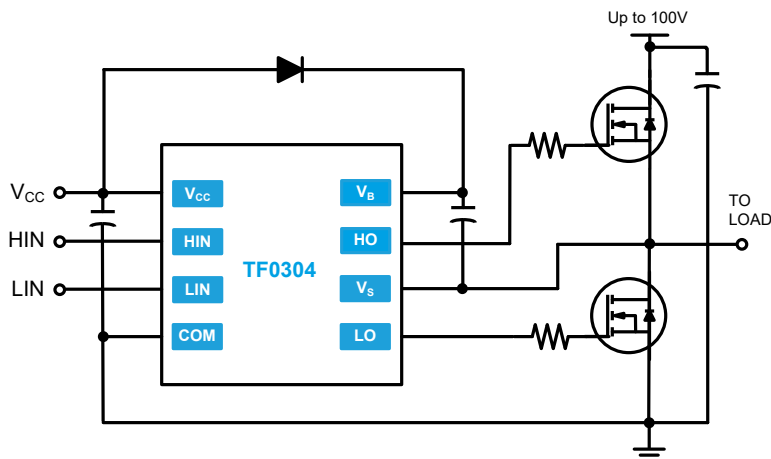 Up to 100V
VCC
HIN
LIN
VCC
HIN
LIN
COM
TF0304
VB
HO
VS
LO
TO
LOAD